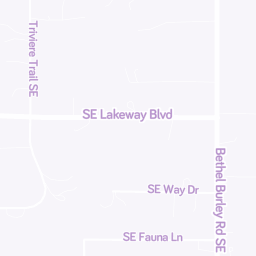 Triviere Trail SE
SE Lakeway Blvd
Bethel Burley Rd SE
SE Way Dr
SE Fauna Ln